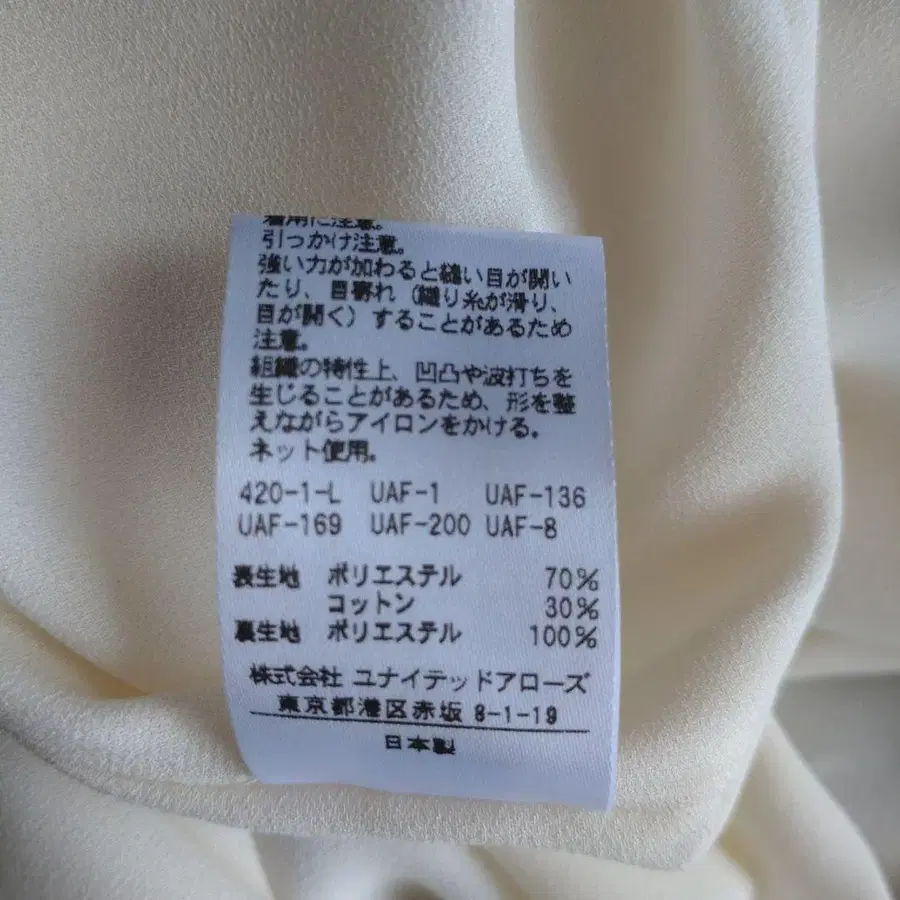 着用に注意。
引っかけ注意。
強い力が加わると縫い目が開い
たり、目寄れ（織り糸が滑り、
目が開く）することがあるため
注意。
組織の特性上、凹凸や波打ちを
生じることがあるため、形を整
えながらアイロンをかける。
ネット使用。
420-1-L UAF-1 UAF-136
UAF-169 UAF-200 UAF-8
表生地 ポリエステル 70%
コットン 30%
裏生地 ポリエステル 100%
株式会社 ユナイテッドアローズ
東京都港区赤坂 8-1-19
日本製